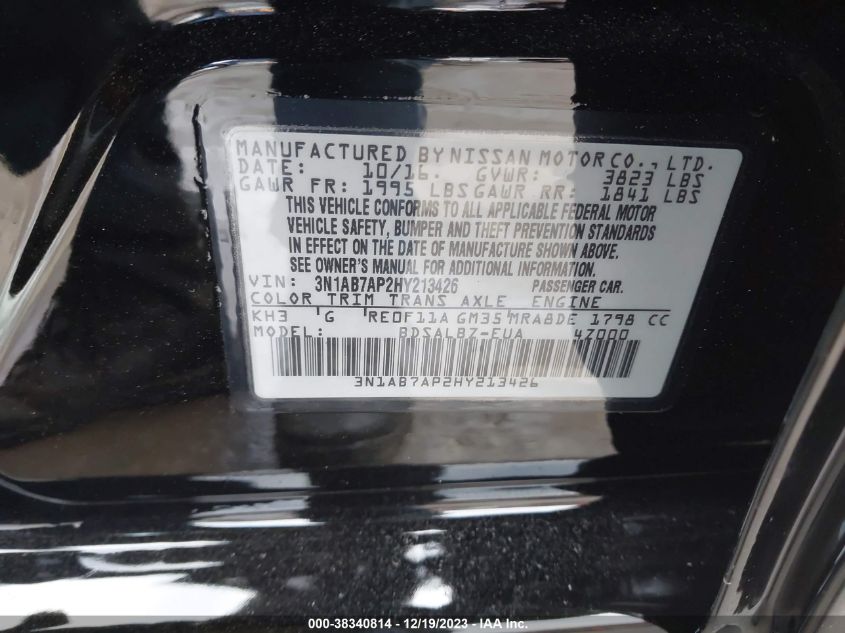 MANUFACTURED BY NISSAN MOTOR CO., LTD.
DATE: 10/16. GVWR: 3823 LBS
GAWR FR: 1995 LBS GAWR RR: 1841 LBS
THIS VEHICLE CONFORMS TO ALL APPLICABLE FEDERAL MOTOR
VEHICLE SAFETY, BUMPER AND THEFT PREVENTION STANDARDS
IN EFFECT ON THE DATE OF MANUFACTURE SHOWN ABOVE.
SEE OWNER'S MANUAL FOR ADDITIONAL INFORMATION.
VIN: 3N1AB7AP2HY213426 PASSENGER CAR.
COLOR TRIM TRANS AXLE ENGINE
KH3 G RE0F11A GM35 MRA8DE 1798 CC
MODEL: BDSALBZ-EUA 4Z000
3N1AB7AP2HY213426
000-38340814 / 12/19/2023 / IAA Inc.